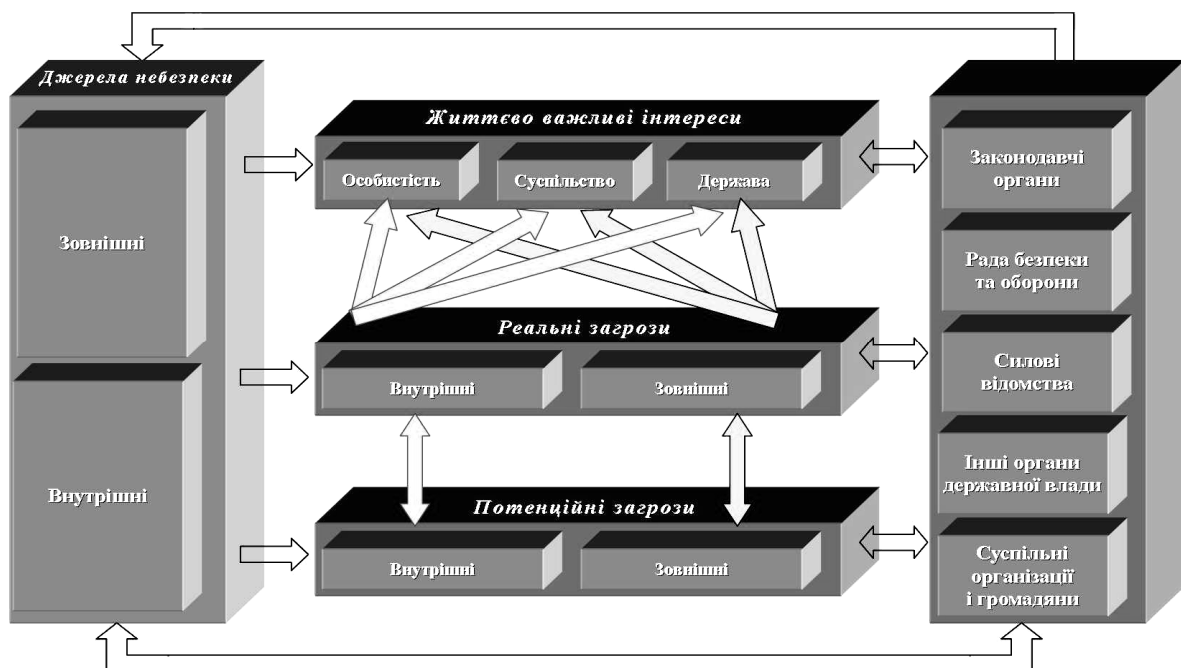 Джерела небезпеки
Зовнішні
Внутрішні
Життєво важливі інтереси
Особистість
Суспільство
Держава
Реальні загрози
Внутрішні
Зовнішні
Потенційні загрози
Внутрішні
Зовнішні
Законодавчі
органи
Рада безпеки
та оборони
Силові
відомства
Інші органи
державної влади
Суспільні
організації
і громадяни